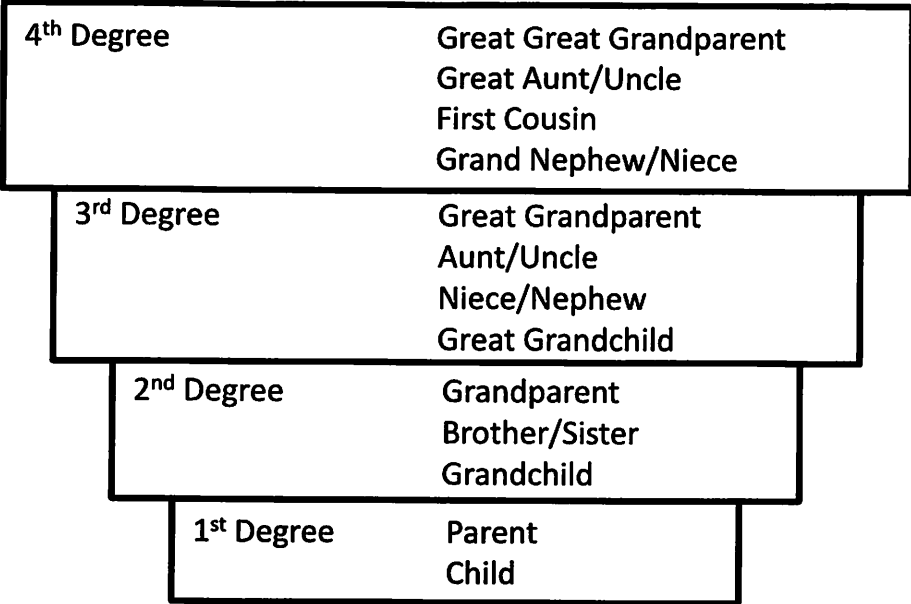 4th Degree Great Great Grandparent
Great Aunt/Uncle
First Cousin
Grand Nephew/Niece
3rd Degree Great Grandparent
Aunt/Uncle
Niece/Nephew
Great Grandchild
2nd Degree Grandparent
Brother/Sister
Grandchild
1st Degree Parent
Child